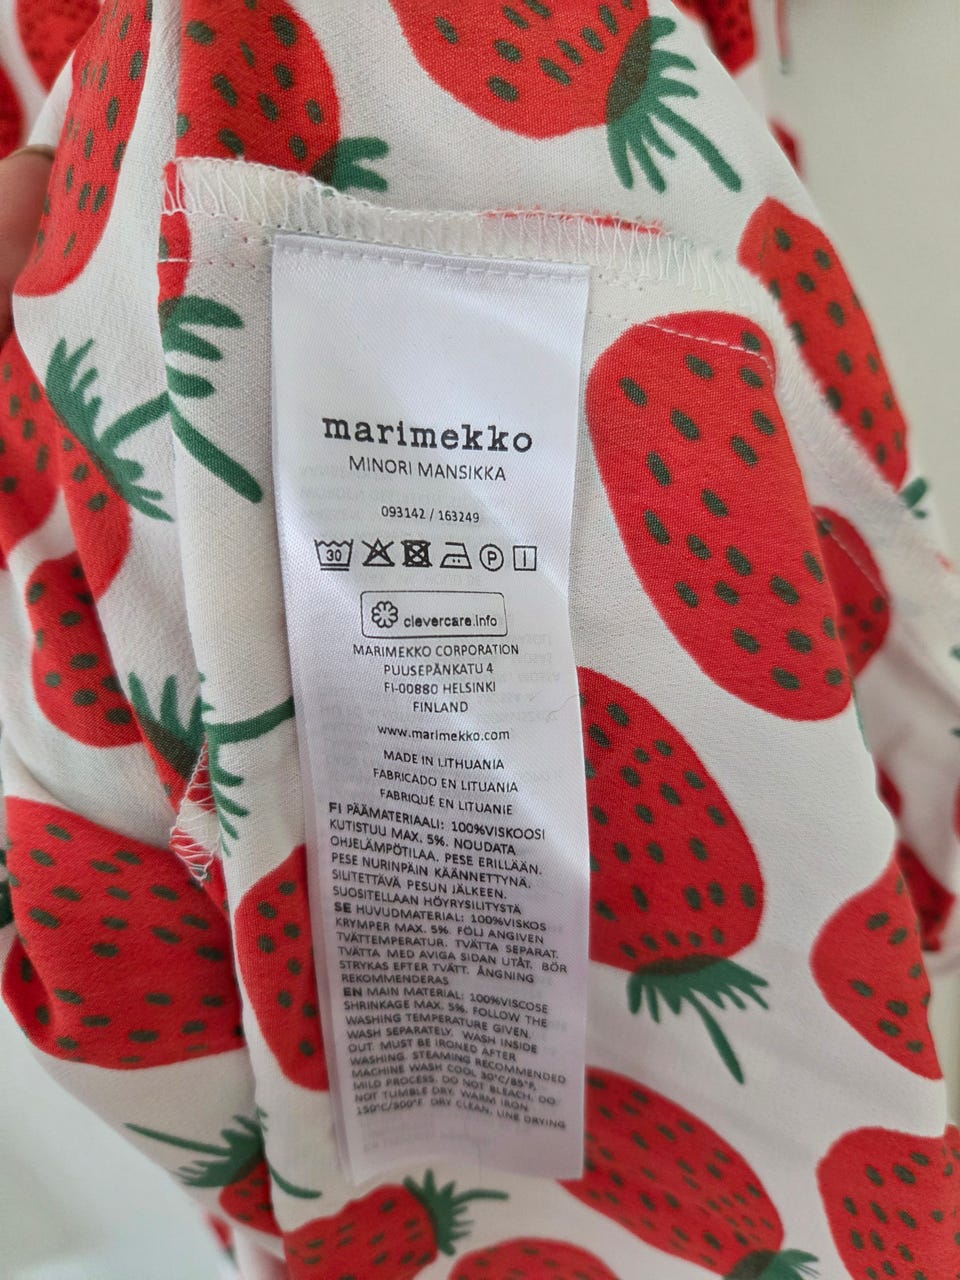 marimekko
MINORI MANSIKKA
093142 / 163249
30 P
clevercare.info
MARIMEKKO CORPORATION
PUUSEPÄNKATU 4
FI-00880 HELSINKI
FINLAND
www.marimekko.com
MADE IN LITHUANIA
FABRICADO EN LITUANIA
FABRIQUÉ EN LITUANIE
FI PÄÄMATERIAALI: 100%VISKOOSI
KUTISTUU MAX. 5%. NOUDATA
OHJELÄMPÖTILAA. PESE ERILLÄÄN.
PESE NURINPÄIN KÄÄNNETTYNÄ.
SILITETTÄVÄ PESUN JÄLKEEN.
SUOSITELLAAN HÖYRYSILITYSTÄ
SE HUVUDMATERIAL: 100%VISKOS
KRYMPER MAX. 5%. FÖLJ ANGIVEN
TVÄTTEMPERATUR. TVÄTTA SEPARAT.
TVÄTTA MED AVIGA SIDAN UTÅT. BÖR
STRYKAS EFTER TVÄTT. ÅNGNING
REKOMMENDERAS
EN MAIN MATERIAL: 100%VISCOSE
SHRINKAGE MAX. 5%. FOLLOW THE
WASHING TEMPERATURE GIVEN.
WASH SEPARATELY. WASH INSIDE
OUT. MUST BE IRONED AFTER
WASHING. STEAMING RECOMMENDED
MACHINE WASH COOL 30°C/85°F,
MILD PROCESS. DO NOT BLEACH. DO
NOT TUMBLE DRY. WARM IRON
150°C/300°F. DRY CLEAN. LINE DRYING